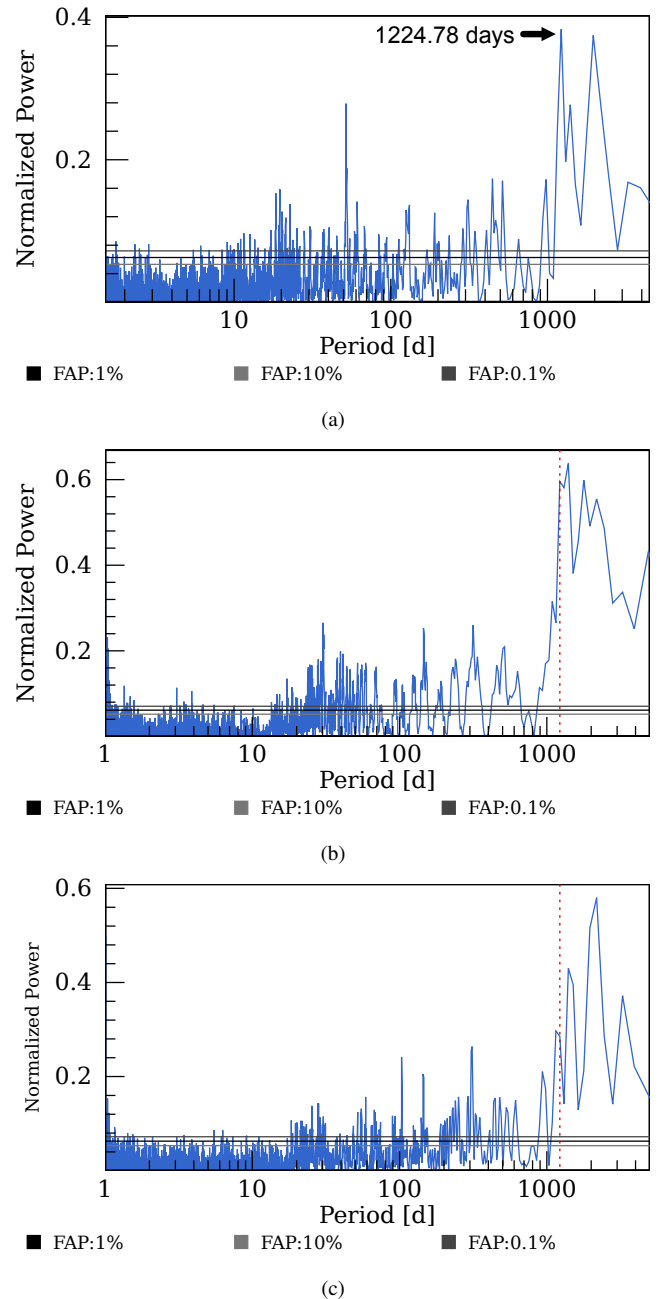 0.4
1224.78 days
0.2
Normalized Power
10 100 1000
Period [d]
FAP:1% FAP:10% FAP:0.1%
(a)
0.6
0.4
0.2
Normalized Power
1 10 100 1000
Period [d]
FAP:1% FAP:10% FAP:0.1%
(b)
0.6
0.4
0.2
Normalized Power
1 10 100 1000
Period [d]
FAP:1% FAP:10% FAP:0.1%
(c)